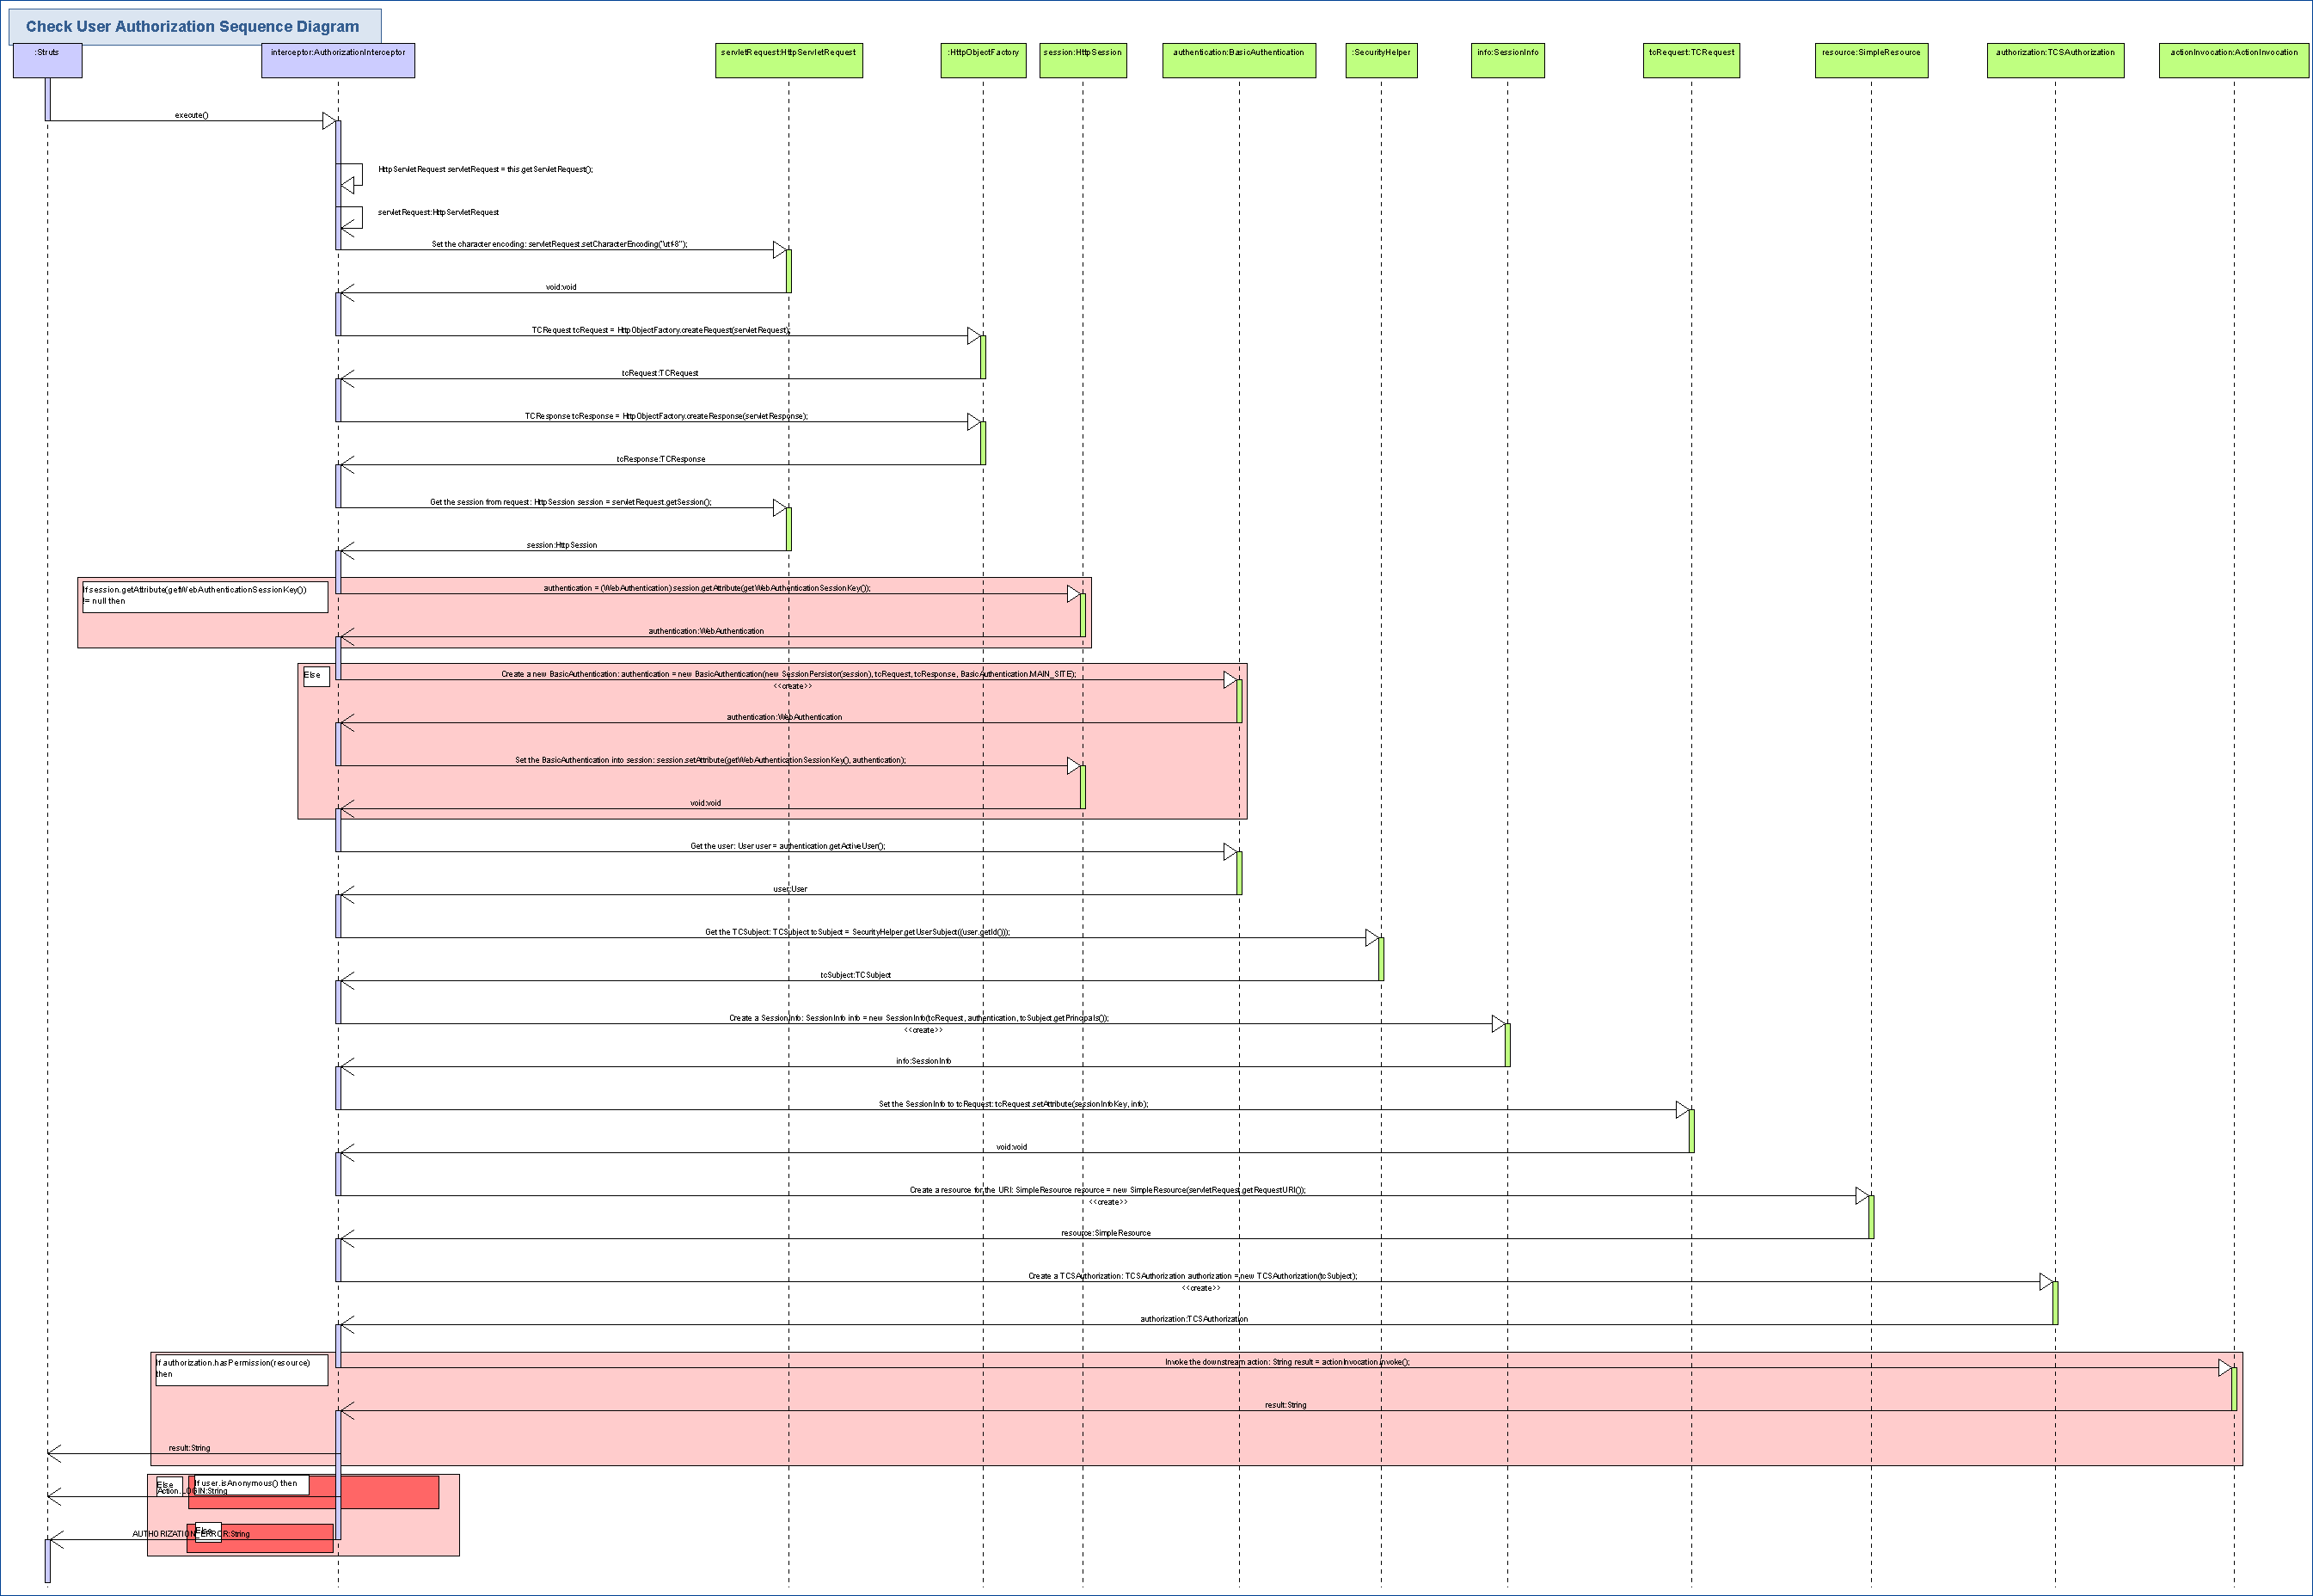 Check User Authorization Sequence Diagram
:Struts
interceptor:AuthorizationInterceptor
servletRequest:HttpServletRequest
:HttpObjectFactory
session:HttpSession
authentication:BasicAuthentication
:SecurityHelper
info:SessionInfo
tcRequest:TCRequest
resource:SimpleResource
authorization:TCSAuthorization
actionInvocation:ActionInvocation
execute()
HttpServletRequest servletRequest = this.getServletRequest();
servletRequest:HttpServletRequest
Set the character encoding: servletRequest.setCharacterEncoding("utf-8");
void:void
TCRequest tcRequest = HttpObjectFactory.createRequest(servletRequest);
tcRequest:TCRequest
TCResponse tcResponse = HttpObjectFactory.createResponse(servletResponse);
tcResponse:TCResponse
Get the session from request: HttpSession session = servletRequest.getSession();
session:HttpSession
If session.getAttribute(getWebAuthenticationSessionKey())
!= null then
authentication = (WebAuthentication) session.getAttribute(getWebAuthenticationSessionKey());
authentication:WebAuthentication
Else
Create a new BasicAuthentication: authentication = new BasicAuthentication(new SessionPersistor(session), tcRequest, tcResponse, BasicAuthentication.MAIN_SITE);
<<create>>
authentication:WebAuthentication
Set the BasicAuthentication into session: session.setAttribute(getWebAuthenticationSessionKey(), authentication);
void:void
Get the user: User user = authentication.getActiveUser();
user:User
Get the TCSubject: TCSubject tcSubject = SecurityHelper.getUserSubject((user.getId()));
tcSubject:TCSubject
Create a SessionInfo: SessionInfo info = new SessionInfo(tcRequest, authentication, tcSubject.getPrincipals());
<<create>>
info:SessionInfo
Set the SessionInfo to tcRequest: tcRequest.setAttribute(sessionInfoKey, info);
void:void
Create a resource for the URI: SimpleResource resource = new SimpleResource(servletRequest.getRequestURI());
<<create>>
resource:SimpleResource
Create a TCSAuthorization: TCSAuthorization authorization = new TCSAuthorization(tcSubject);
<<create>>
authorization:TCSAuthorization
If authorization.hasPermission(resource)
then
Invoke the downstream action: String result = actionInvocation.invoke();
result:String
result:String
Else
If user.isAnonymous() then
Action.LOGIN:String
Else
AUTHORIZATION_ERROR:String